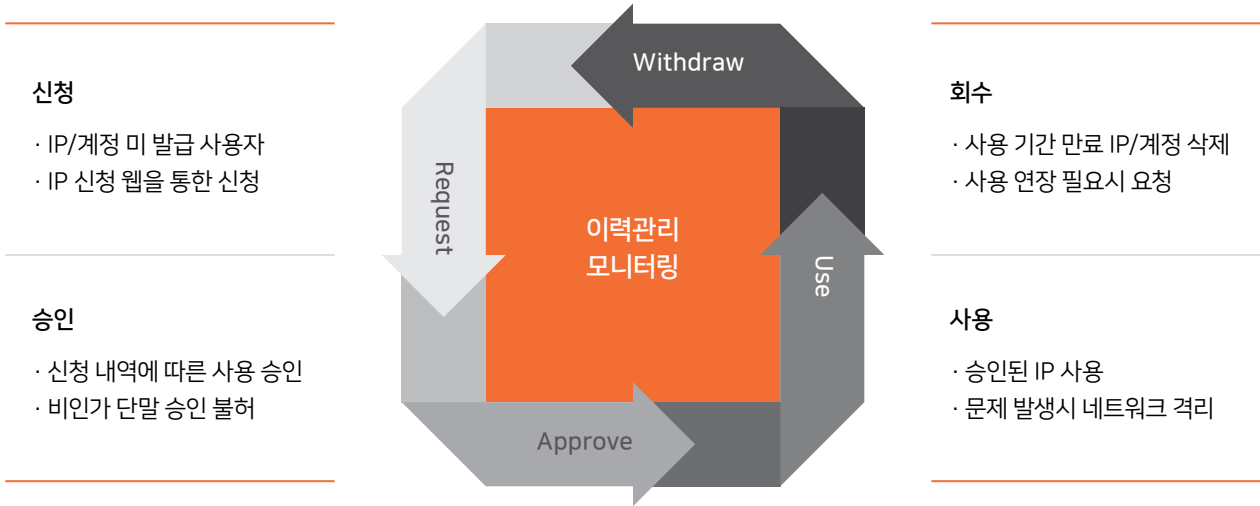 신청
· IP/계정 미 발급 사용자
· IP 신청 웹을 통한 신청
승인
· 신청 내역에 따른 사용 승인
· 비인가 단말 승인 불허
Withdraw
Request
이력관리
모니터링
Use
Approve
회수
· 사용 기간 만료 IP/계정 삭제
· 사용 연장 필요시 요청
사용
· 승인된 IP 사용
· 문제 발생시 네트워크 격리